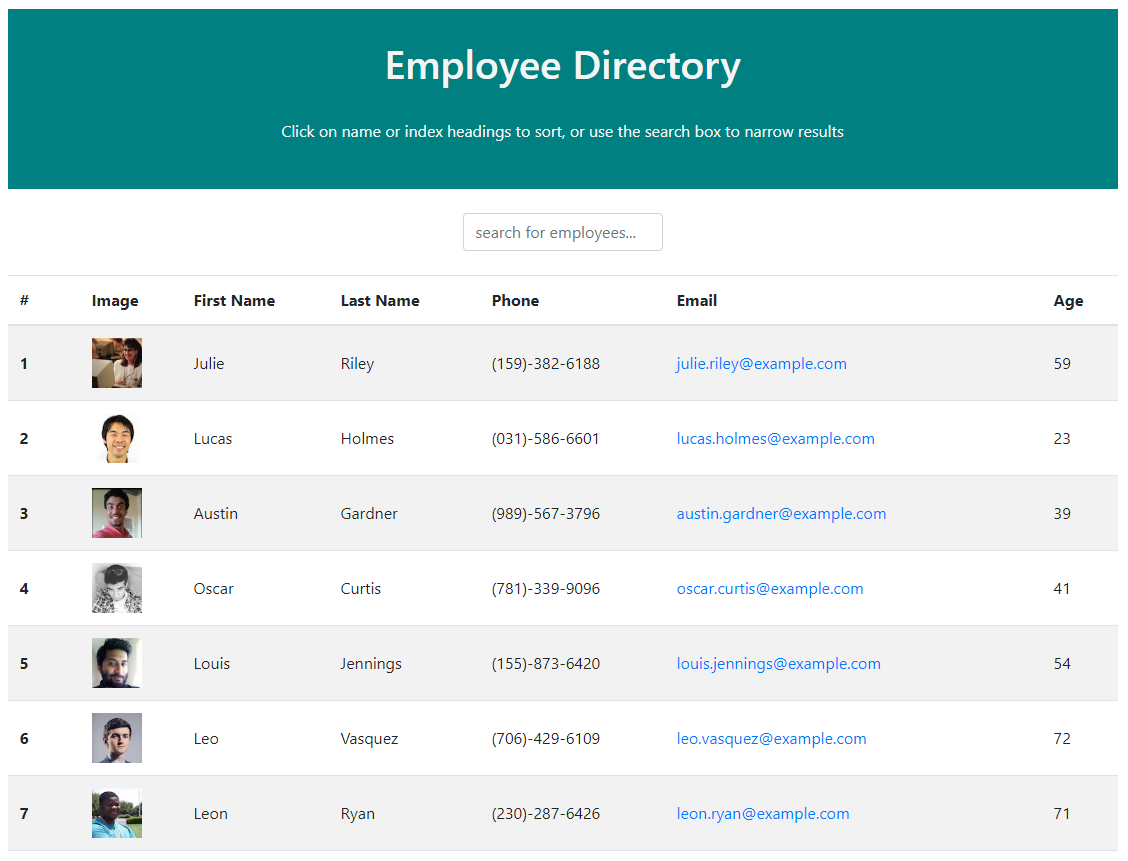 Employee Directory
Click on name or index headings to sort, or use the search box to narrow results
search for employees...
# Image First Name Last Name Phone Email Age
1 Julie Riley (159)-382-6188 julie.riley@example.com 59
2 Lucas Holmes (031)-586-6601 lucas.holmes@example.com 23
3 Austin Gardner (989)-567-3796 austin.gardner@example.com 39
4 Oscar Curtis (781)-339-9096 oscar.curtis@example.com 41
5 Louis Jennings (155)-873-6420 louis.jennings@example.com 54
6 Leo Vasquez (706)-429-6109 leo.vasquez@example.com 72
7 Leon Ryan (230)-287-6426 leon.ryan@example.com 71